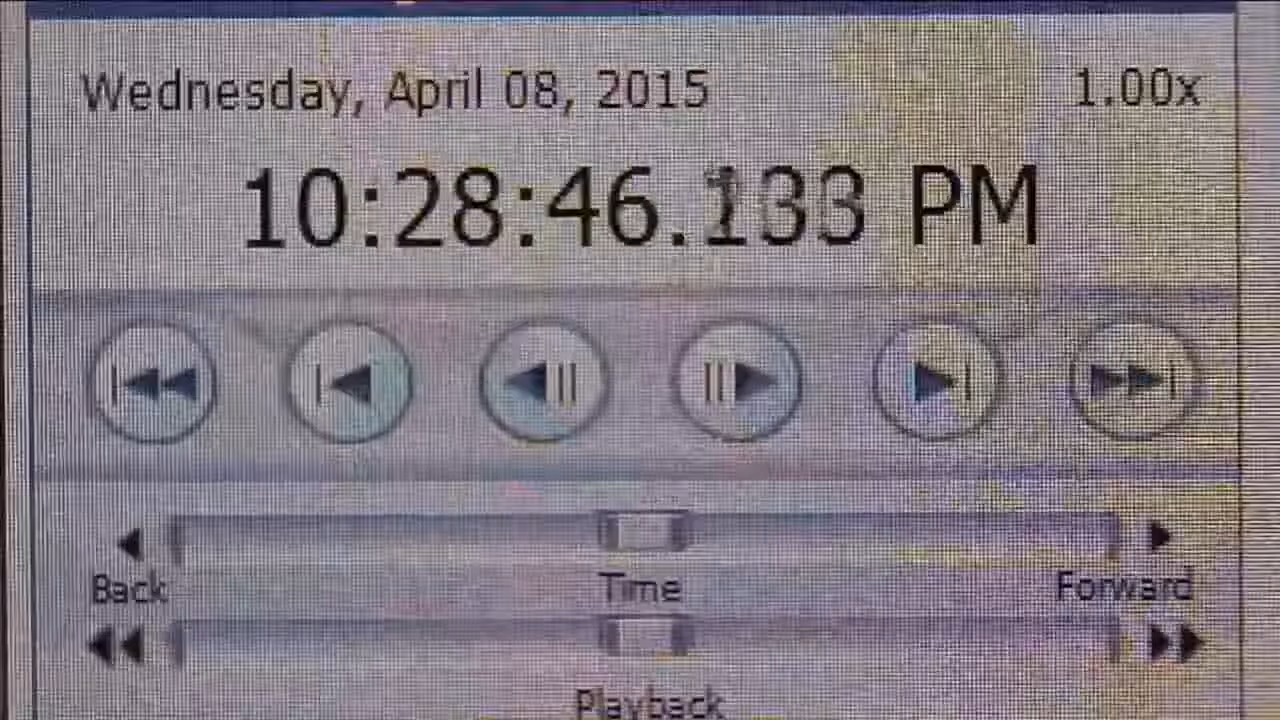 Wednesday, April 08, 2015 1.00x
10:28:46.133 PM
Back Time Forward
Playback